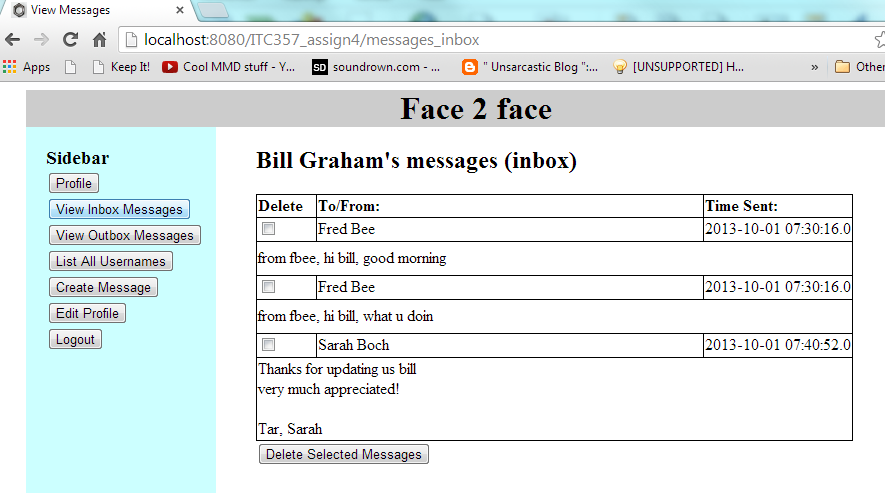 View Messages
localhost:8080/ITC357_assign4/messages_inbox
Apps Keep It! Cool MMD stuff - Y... SD soundrown.com - ... " Unsarcastic Blog ":... [UNSUPPORTED] H... » Other
Face 2 face
Sidebar
Profile
View Inbox Messages
View Outbox Messages
List All Usernames
Create Message
Edit Profile
Logout
Bill Graham's messages (inbox)
Delete To/From: Time Sent:
Fred Bee 2013-10-01 07:30:16.0
from fbee, hi bill, good morning
Fred Bee 2013-10-01 07:30:16.0
from fbee, hi bill, what u doin
Sarah Boch 2013-10-01 07:40:52.0
Thanks for updating us bill
very much appreciated!
Tar, Sarah
Delete Selected Messages